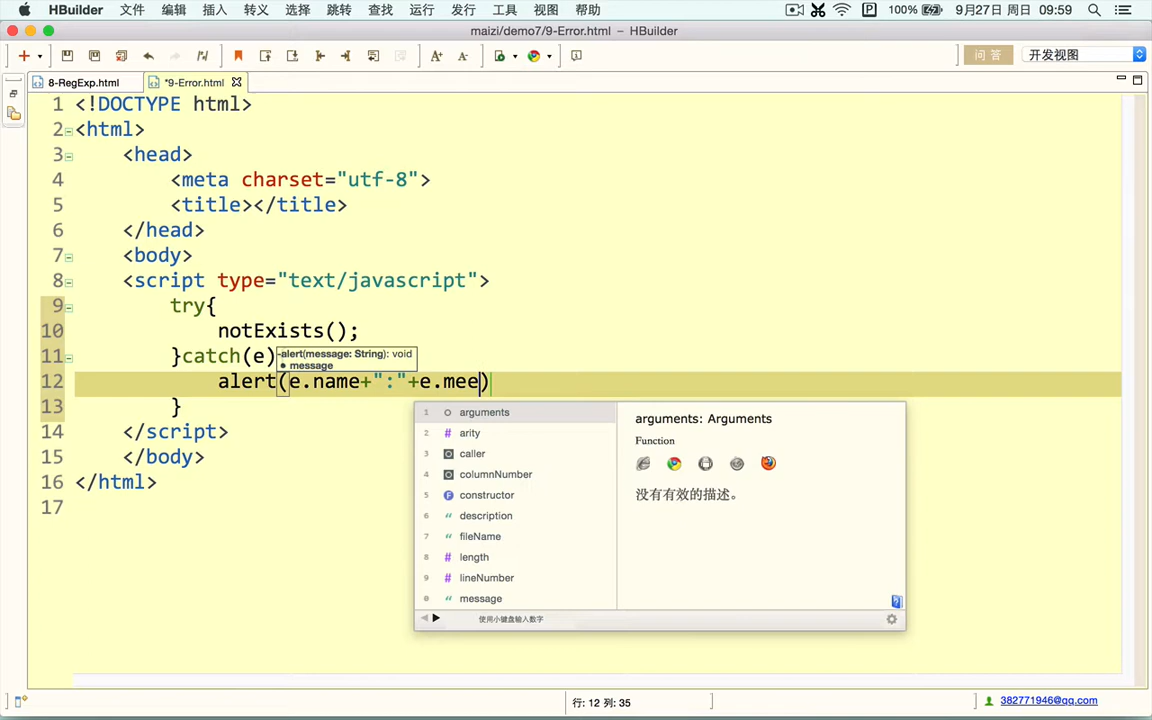 HBuilder 文件 编辑 插入 转义 选择 跳转 查找 运行 发行 工具 视图 帮助 100% 9月27日 周日 09:59
maizi/demo7/9-Error.html – HBuilder
问 答 开发视图
8-RegExp.html *9-Error.html
1 <!DOCTYPE html>
2 <html>
3 <head>
4 <meta charset="utf-8">
5 <title></title>
6 </head>
7 <body>
8 <script type="text/javascript">
9 try{
10 notExists();
11 }catch(e)
-alert(message: String): void
• message
12 alert(e.name+":"+e.mee)
13 }
14 </script>
15 </body>
16 </html>
17
1 arguments
2 # arity
3 caller
4 columnNumber
5 F constructor
6 “ description
7 “ fileName
8 # length
9 # lineNumber
0 “ message
使用小键盘输入数字
arguments: Arguments
Function
没有有效的描述。
行: 12 列: 35
382771946@qq.com